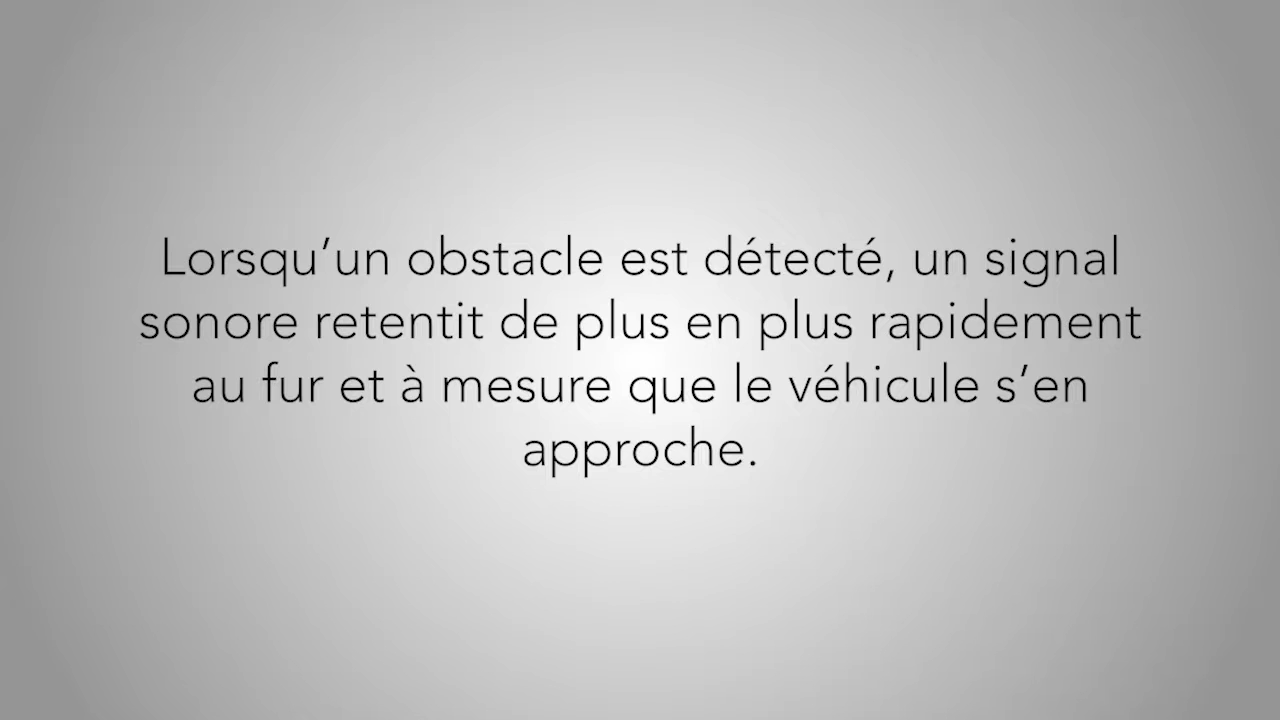 Lorsqu’un obstacle est détecté, un signal
sonore retentit de plus en plus rapidement
au fur et à mesure que le véhicule s’en
approche.